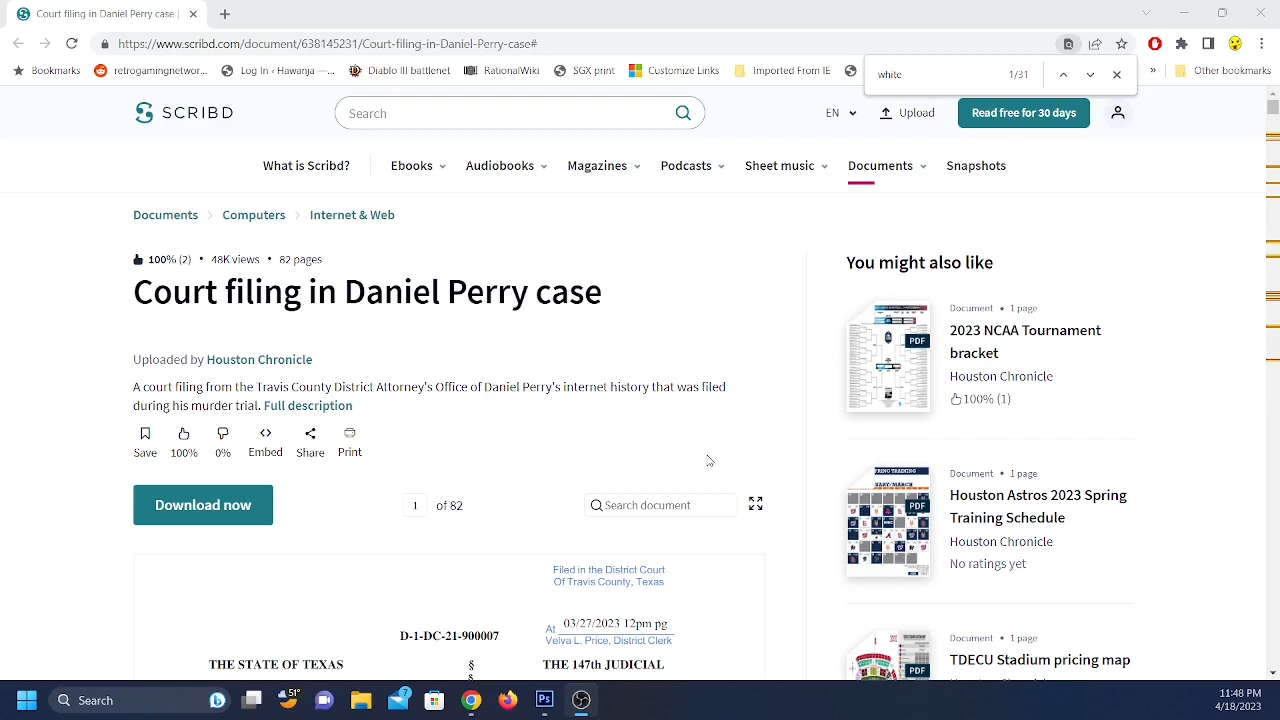 Court filing in Daniel Perry case |
https://www.scribd.com/document/638145231/Court-filing-in-Daniel-Perry-case#
Bookmarks
retrogamingnetwor...
Log In ‹ Havanja —...
Diablo II battlenet
RationalWiki
SGX print
Customize Links
Imported From IE
»
Other bookmarks
white
1/31
SCRIBD
Search
EN
Upload
Read free for 30 days
What is Scribd?
Ebooks
Audiobooks
Magazines
Podcasts
Sheet music
Documents
Snapshots
Documents
Computers
Internet & Web
100% (2) • 48K views • 82 pages
Court filing in Daniel Perry case
Uploaded by Houston Chronicle
A court filing from the Travis County District Attorney's Office of Daniel Perry's internet history that was filed
during his murder trial. Full description
Save
100%
0%
Embed
Share
Print
Download now
1 of 82
Search document
Filed in the District Court
Of Travis County, Texas
At 03/27/2023 12pm pg
Velva L. Price, District Clerk
D-1-DC-21-900007
STATE OF TEXAS
§
THE 147th JUDICIAL
§
You might also like
Document • 1 page
2023 NCAA Tournament
bracket
Houston Chronicle
100% (1)
PDF
Document • 1 page
Houston Astros 2023 Spring
Training Schedule
Houston Chronicle
No ratings yet
PDF
Document • 1 page
TDECU Stadium pricing map
PDF
Search
7
11:48 PM
4/18/2023